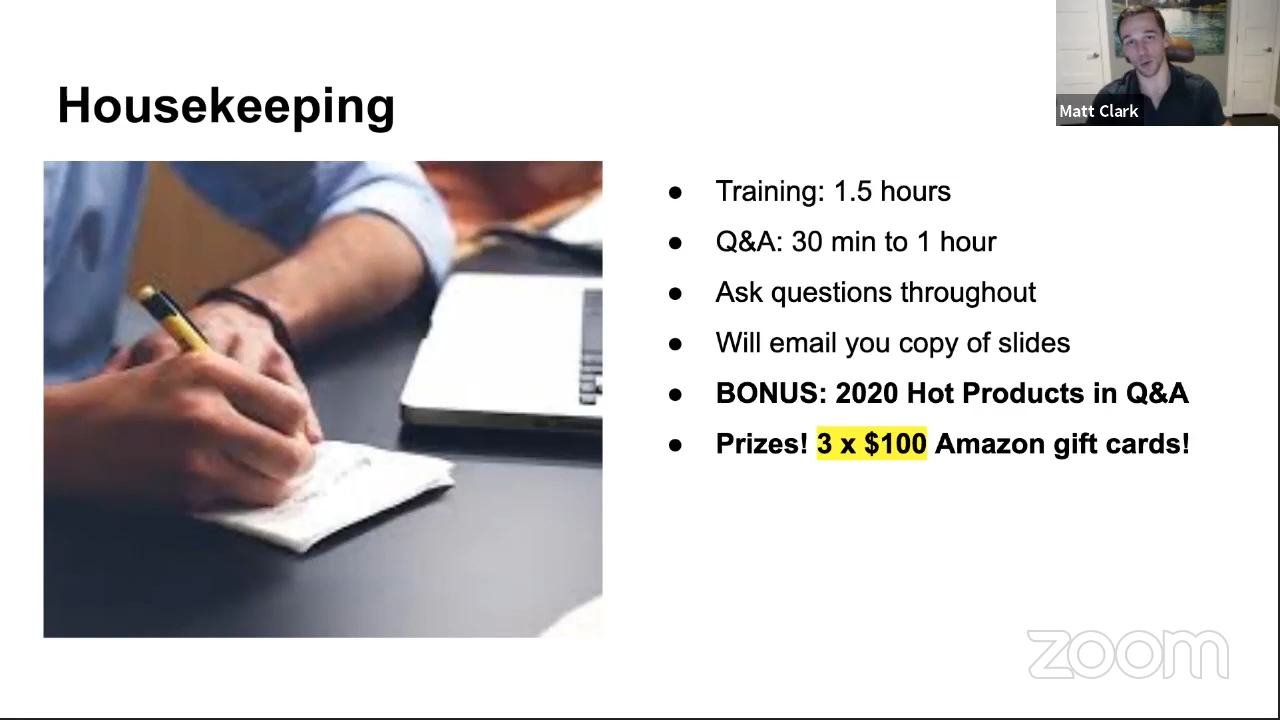 Housekeeping
Matt Clark
● Training: 1.5 hours
● Q&A: 30 min to 1 hour
● Ask questions throughout
● Will email you copy of slides
● BONUS: 2020 Hot Products in Q&A
● Prizes! 3 x $100 Amazon gift cards!
zoom